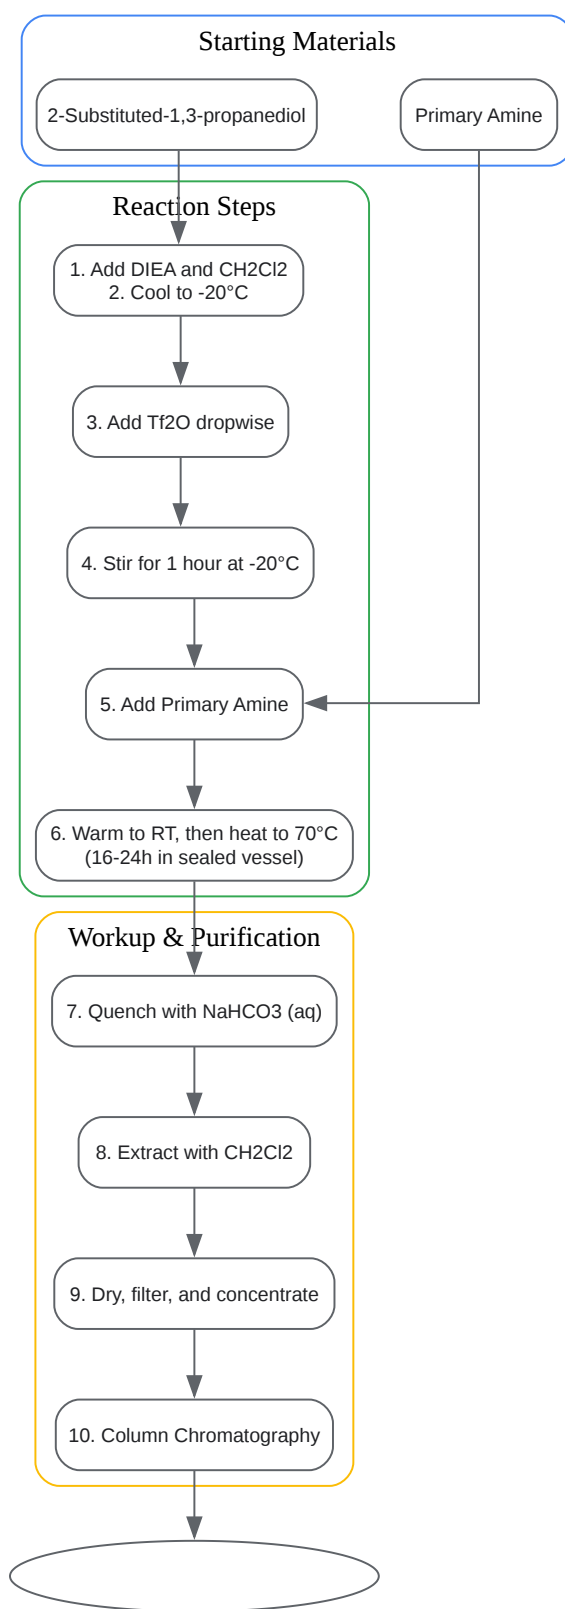 Starting Materials
2-Substituted-1,3-propanediol
Primary Amine
Reaction Steps
1. Add DIEA and CH2Cl2
2. Cool to -20°C
3. Add Tf2O dropwise
4. Stir for 1 hour at -20°C
5. Add Primary Amine
6. Warm to RT, then heat to 70°C
(16-24h in sealed vessel)
Workup & Purification
7. Quench with NaHCO3 (aq)
8. Extract with CH2Cl2
9. Dry, filter, and concentrate
10. Column Chromatography